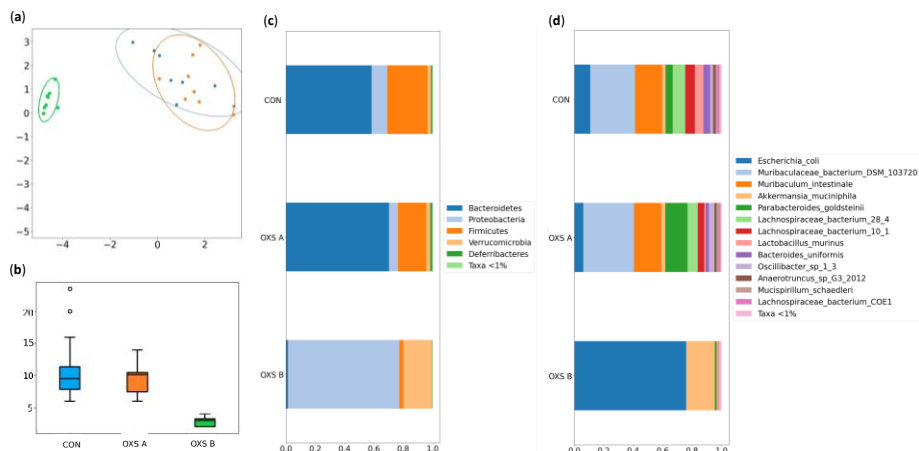 (a)
3
2
1
0
-1
-2
-3
-4
-5
-4
-2
0
2
(b)
20
15
10
5
CON
OXS A
OXS B
(c)
CON
OXS A
OXS B
0.0
0.2
0.4
0.6
0.8
1.0
Bacteroidetes
Proteobacteria
Firmicutes
Verrucomicrobia
Deferribacteres
Taxa <1%
(d)
CON
OXS A
OXS B
0.0
0.2
0.4
0.6
0.8
1.0
Escherichia_coli
Muribaculaceae_bacterium_DSM_103720
Muribaculum_intestinale
Akkermansia_muciniphila
Parabacteroides_goldsteinii
Lachnospiraceae_bacterium_28_4
Lachnospiraceae_bacterium_10_1
Lactobacillus_murinus
Bacteroides_uniformis
Oscillibacter_sp_1_3
Anaerotruncus_sp_G3_2012
Mucispirillum_schaedleri
Lachnospiraceae_bacterium_COE1
Taxa <1%